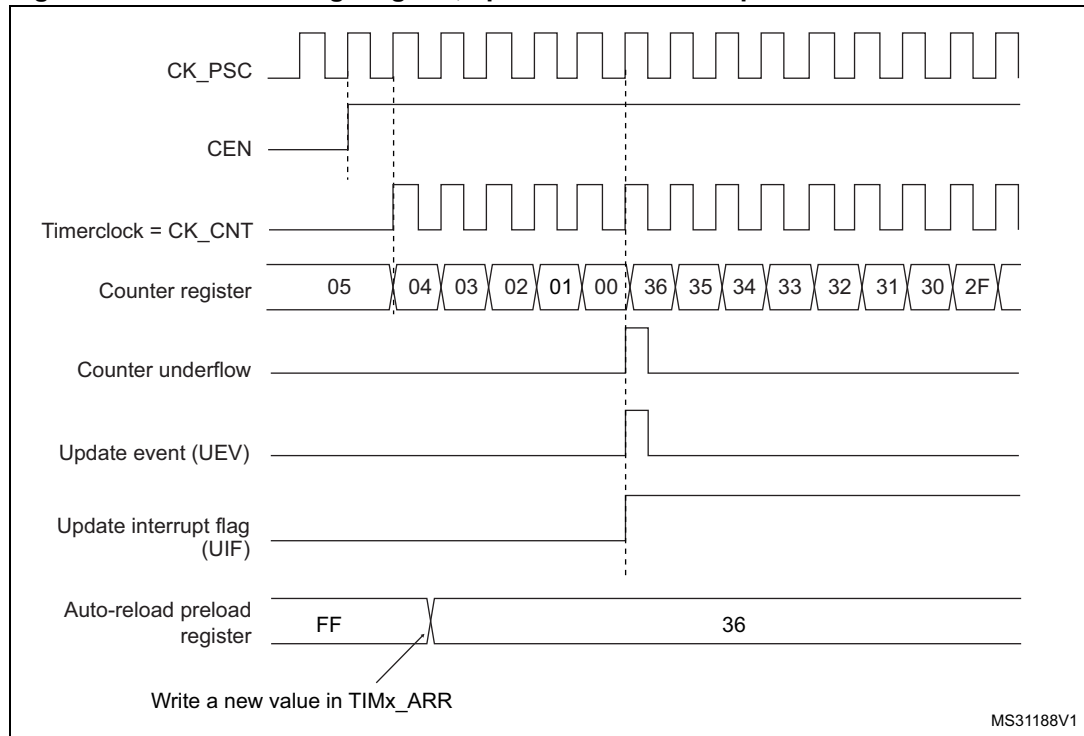 CK_PSC
CEN
Timerclock = CK_CNT
Counter register 05 04 03 02 01 00 36 35 34 33 32 31 30 2F
Counter underflow
Update event (UEV)
Update interrupt flag
(UIF)
Auto-reload preload
register FF 36
Write a new value in TIMx_ARR
MS31188V1